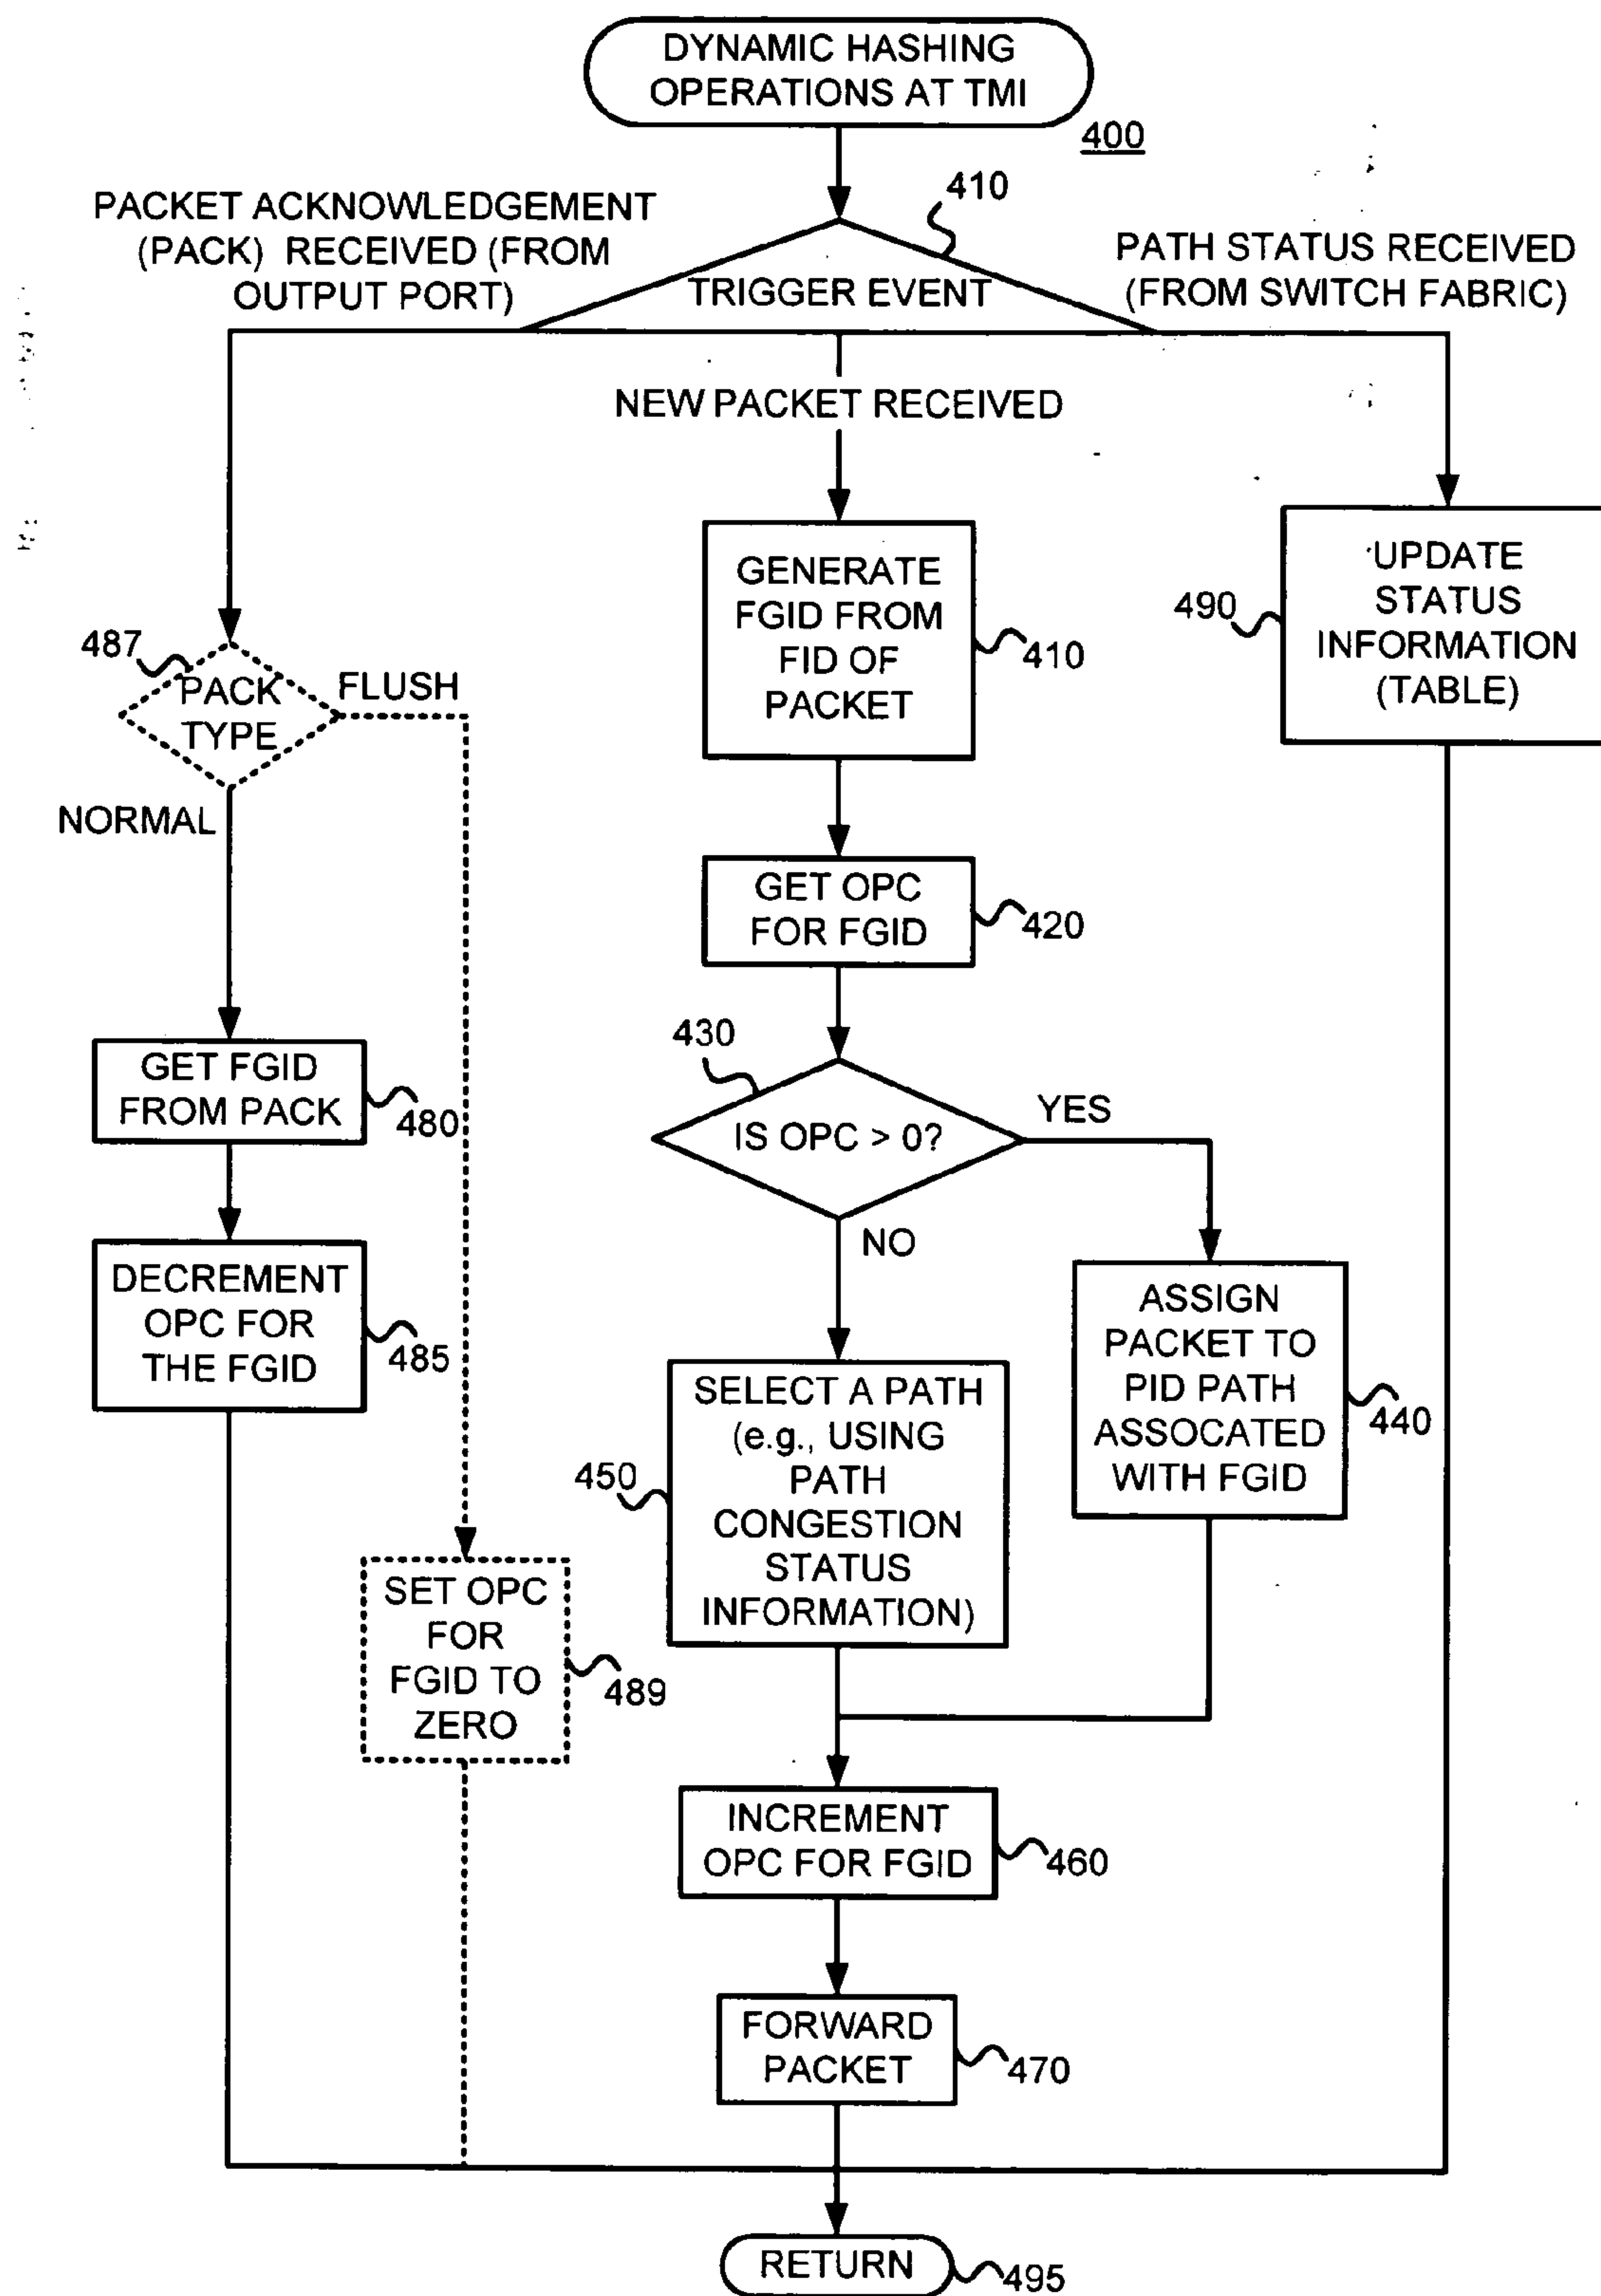 DYNAMIC HASHING
OPERATIONS AT TMI
400
410
PACKET ACKNOWLEDGEMENT
(PACK) RECEIVED (FROM
OUTPUT PORT)
TRIGGER EVENT
PATH STATUS RECEIVED
(FROM SWITCH FABRIC)
NEW PACKET RECEIVED
GENERATE
FGID FROM
FID OF
PACKET
410
UPDATE
STATUS
INFORMATION
(TABLE)
490
487
PACK
TYPE
FLUSH
NORMAL
GET OPC
FOR FGID
420
430
IS OPC > 0?
YES
NO
GET FGID
FROM PACK
480
DECREMENT
OPC FOR
THE FGID
485
ASSIGN
PACKET TO
PID PATH
ASSOCATED
WITH FGID
440
SELECT A PATH
(e.g., USING
PATH
CONGESTION
STATUS
INFORMATION)
450
SET OPC
FOR
FGID TO
ZERO
489
INCREMENT
OPC FOR FGID
460
FORWARD
PACKET
470
RETURN
495